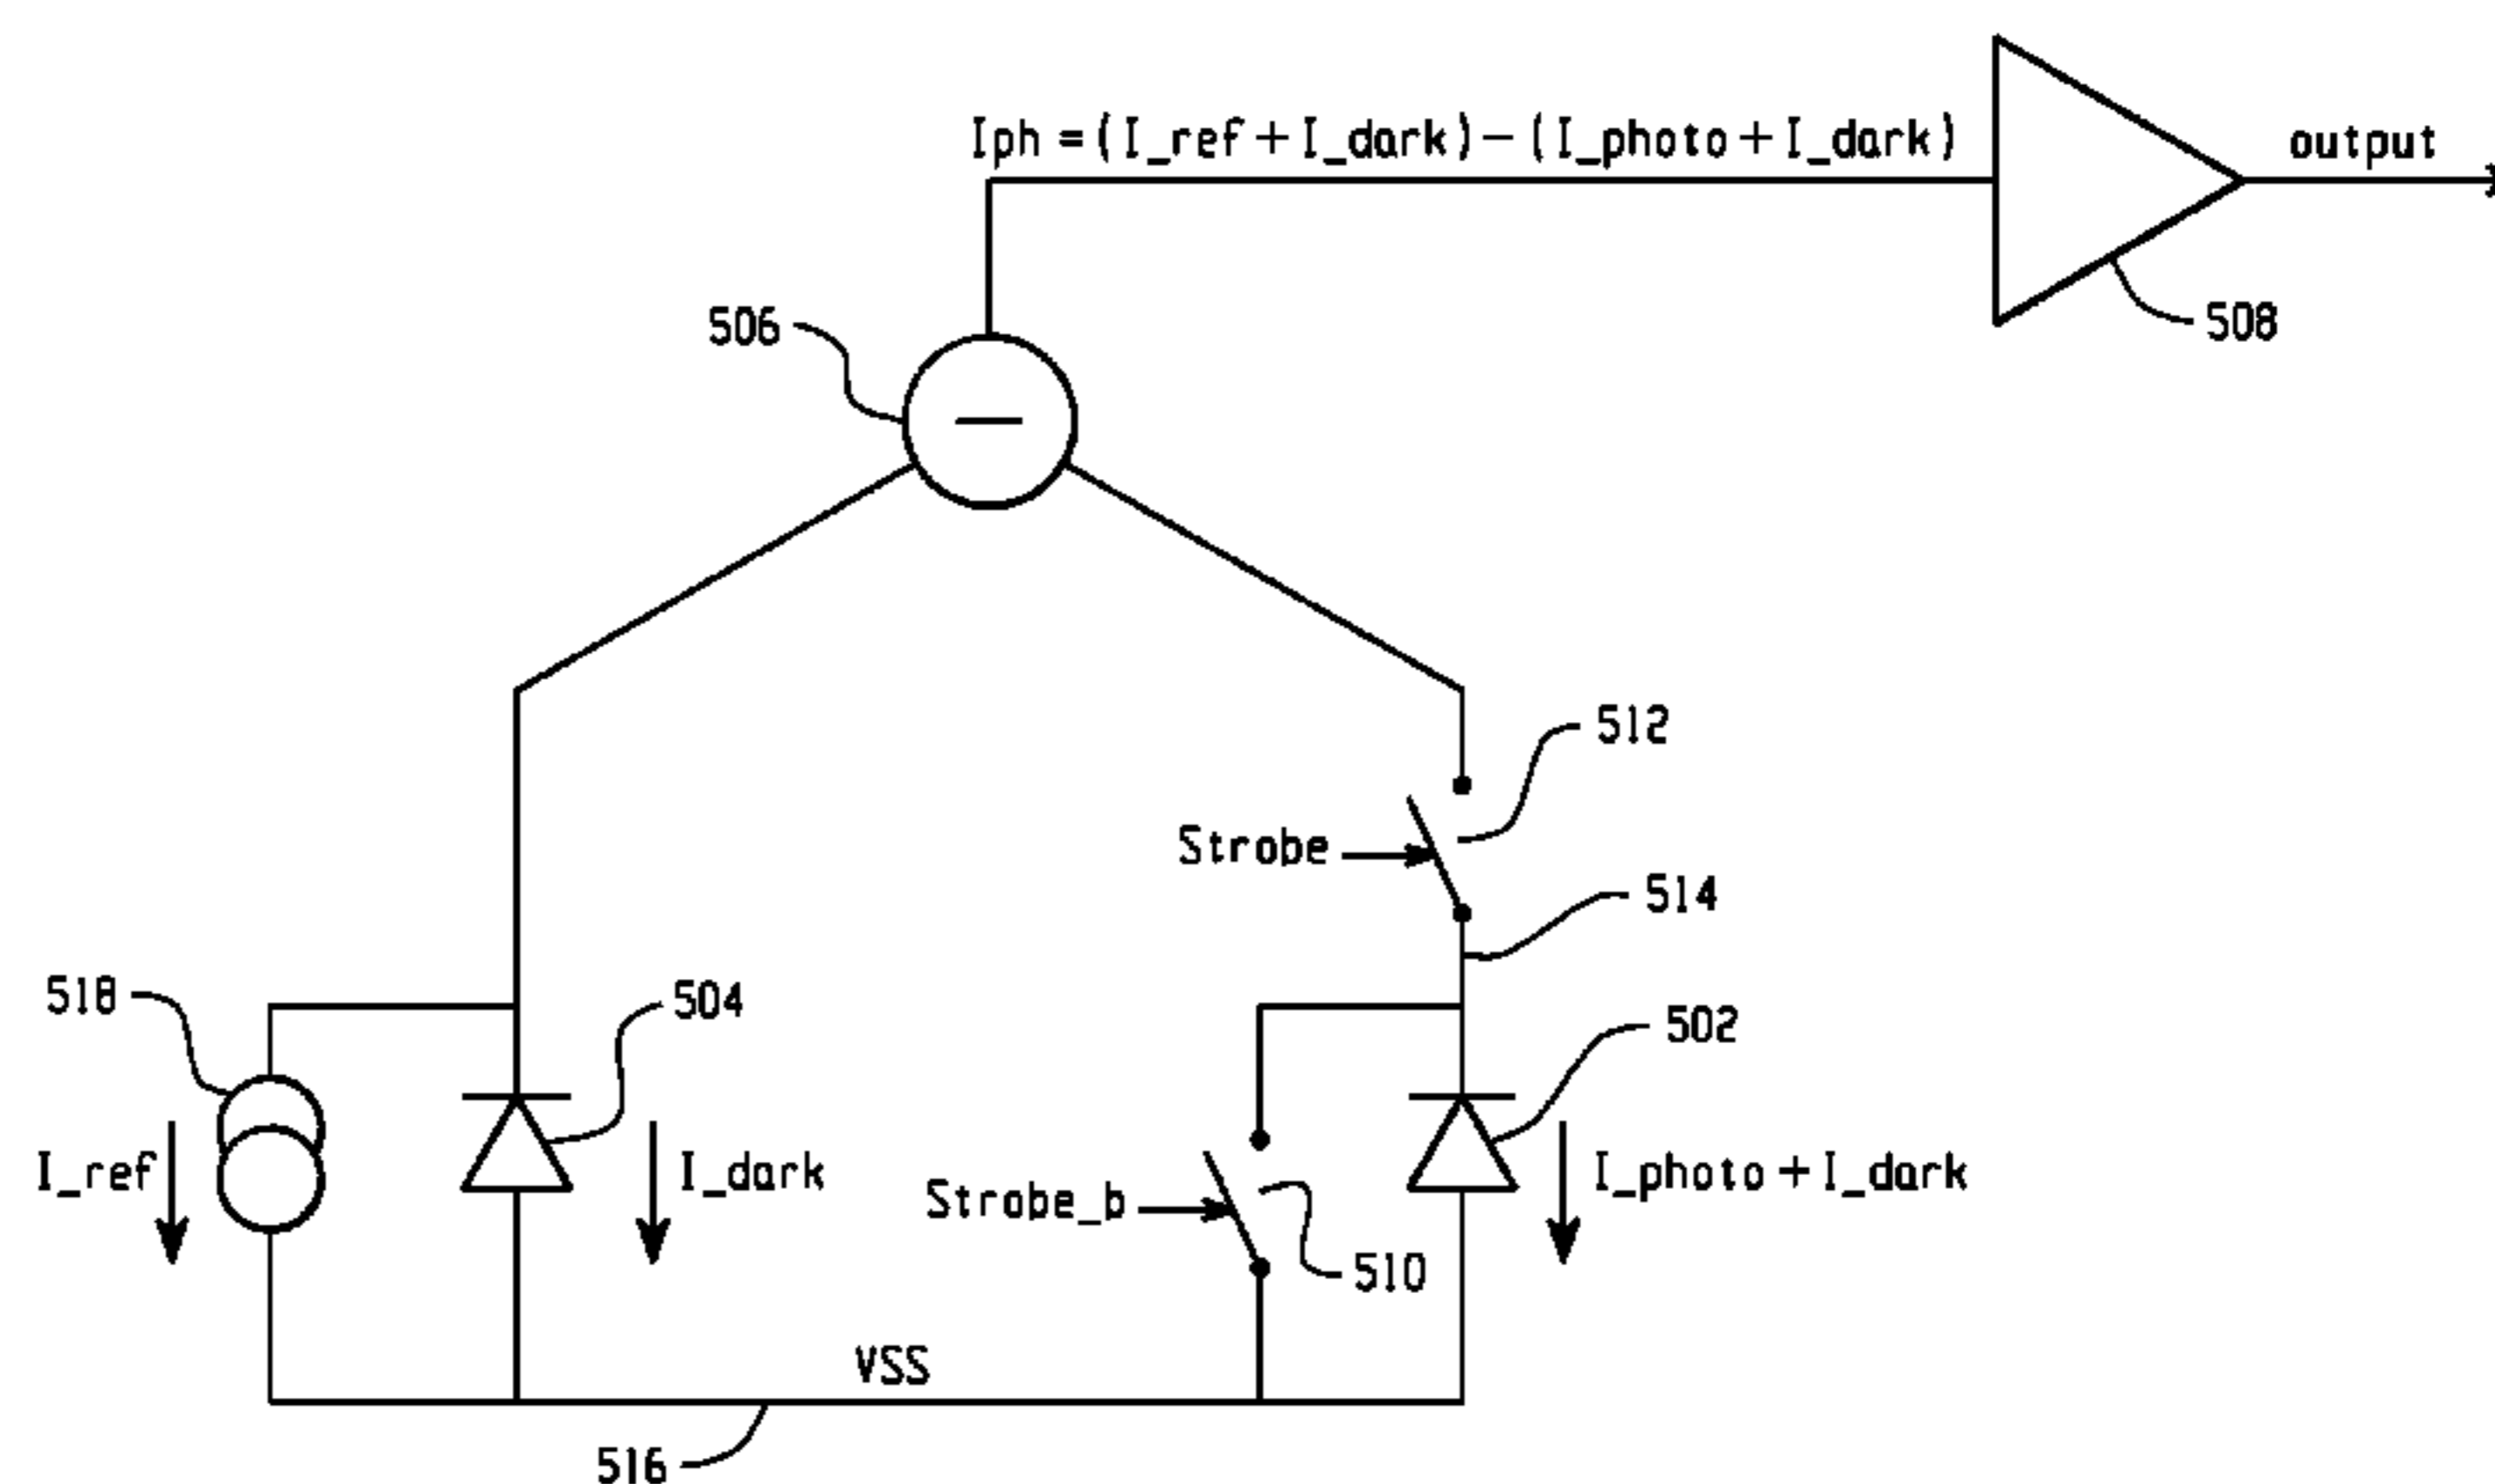 Iph = (I_ref + I_dark) - (I_photo + I_dark)
output
506
508
512
Strobe
514
518
504
502
I_ref
I_dark
Strobe_b
I_photo + I_dark
510
VSS
516